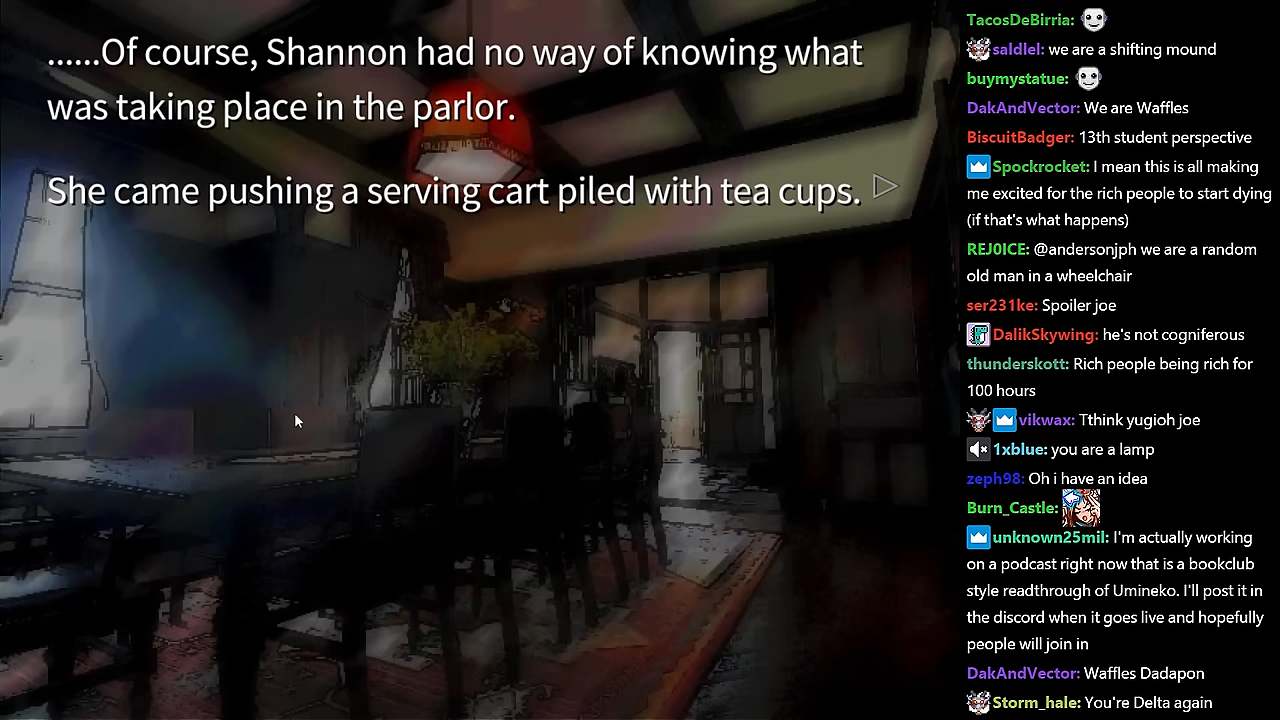 ......Of course, Shannon had no way of knowing what
was taking place in the parlor.
She came pushing a serving cart piled with tea cups.
TacosDeBirria:
saldlel: we are a shifting mound
buymystatue:
DakAndVector: We are Waffles
BiscuitBadger: 13th student perspective
Spockrocket: I mean this is all making
me excited for the rich people to start dying
(if that's what happens)
REJ0ICE: @andersonjph we are a random
old man in a wheelchair
ser231ke: Spoiler joe
DalikSkywing: he's not cogniferous
thunderskott: Rich people being rich for
100 hours
vikwax: Tthink yugioh joe
1xblue: you are a lamp
zeph98: Oh i have an idea
Burn_Castle:
unknown25mil: I'm actually working
on a podcast right now that is a bookclub
style readthrough of Umineko. I'll post it in
the discord when it goes live and hopefully
people will join in
DakAndVector: Waffles Dadapon
Storm_hale: You're Delta again